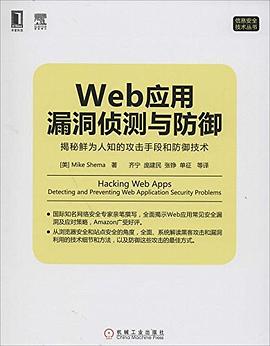 信息安全
技术丛书
Web应用
漏洞侦测与防御
揭秘鲜为人知的攻击手段和防御技术
[美] Mike Shema 著 齐宁 庞建民 张铮 单征 等译
Hacking Web Apps
Detecting and Preventing Web Application Security Problems
• 国际知名网络安全专家亲笔撰写，全面揭示Web应用常见安全漏
洞及应对策略，Amazon广受好评。
• 从浏览器安全和站点安全的角度，全面、系统解读黑客攻击和漏洞
利用的技术细节和方法，以及防御这些攻击的最佳方式。
机械工业出版社
China Machine Press